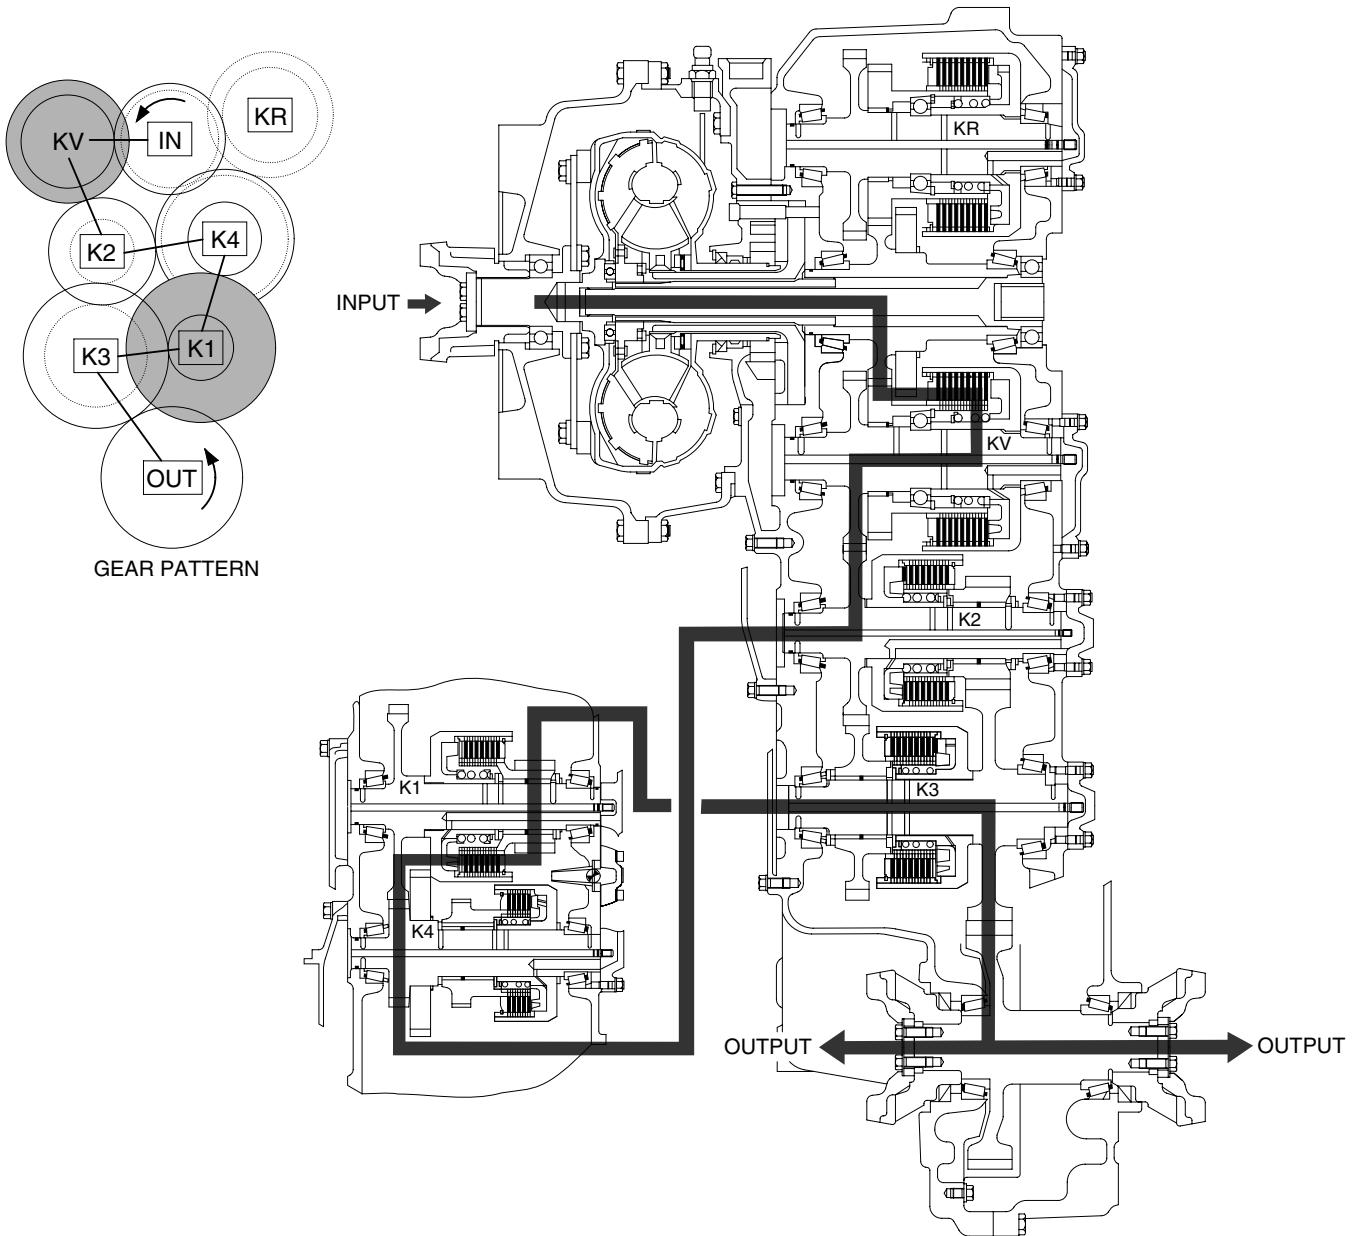 KR
KV
IN
K2
K4
K3
K1
OUT
GEAR PATTERN
INPUT
KR
KV
K2
K3
K1
K4
OUTPUT
OUTPUT